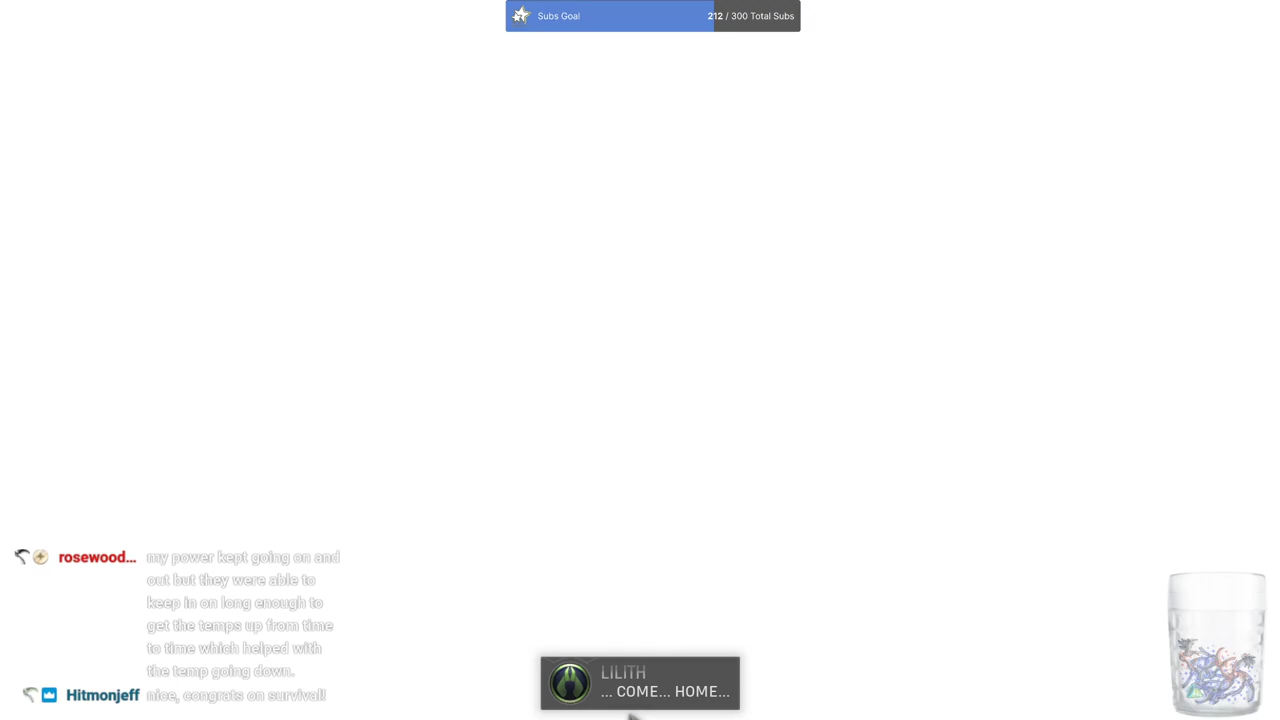 Subs Goal 212 / 300 Total Subs
rosewood... my power kept going on and
out but they were able to
keep in on long enough to
get the temps up from time
to time which helped with
the temp going down.
Hitmonjeff nice, congrats on survival!
LILITH
... COME... HOME...